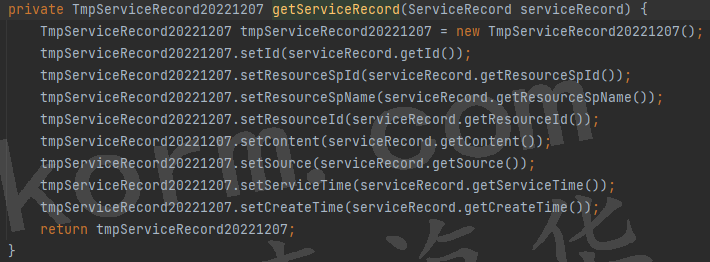 private TmpServiceRecord20221207 getServiceRecord(ServiceRecord serviceRecord) {
    TmpServiceRecord20221207 tmpServiceRecord20221207 = new TmpServiceRecord20221207();
    tmpServiceRecord20221207.setId(serviceRecord.getId());
    tmpServiceRecord20221207.setResourceSpId(serviceRecord.getResourceSpId());
    tmpServiceRecord20221207.setResourceSpName(serviceRecord.getResourceSpName());
    tmpServiceRecord20221207.setResourceId(serviceRecord.getResourceId());
    tmpServiceRecord20221207.setContent(serviceRecord.getContent());
    tmpServiceRecord20221207.setSource(serviceRecord.getSource());
    tmpServiceRecord20221207.setServiceTime(serviceRecord.getServiceTime());
    tmpServiceRecord20221207.setCreateTime(serviceRecord.getCreateTime());
    return tmpServiceRecord20221207;
}
korm.com